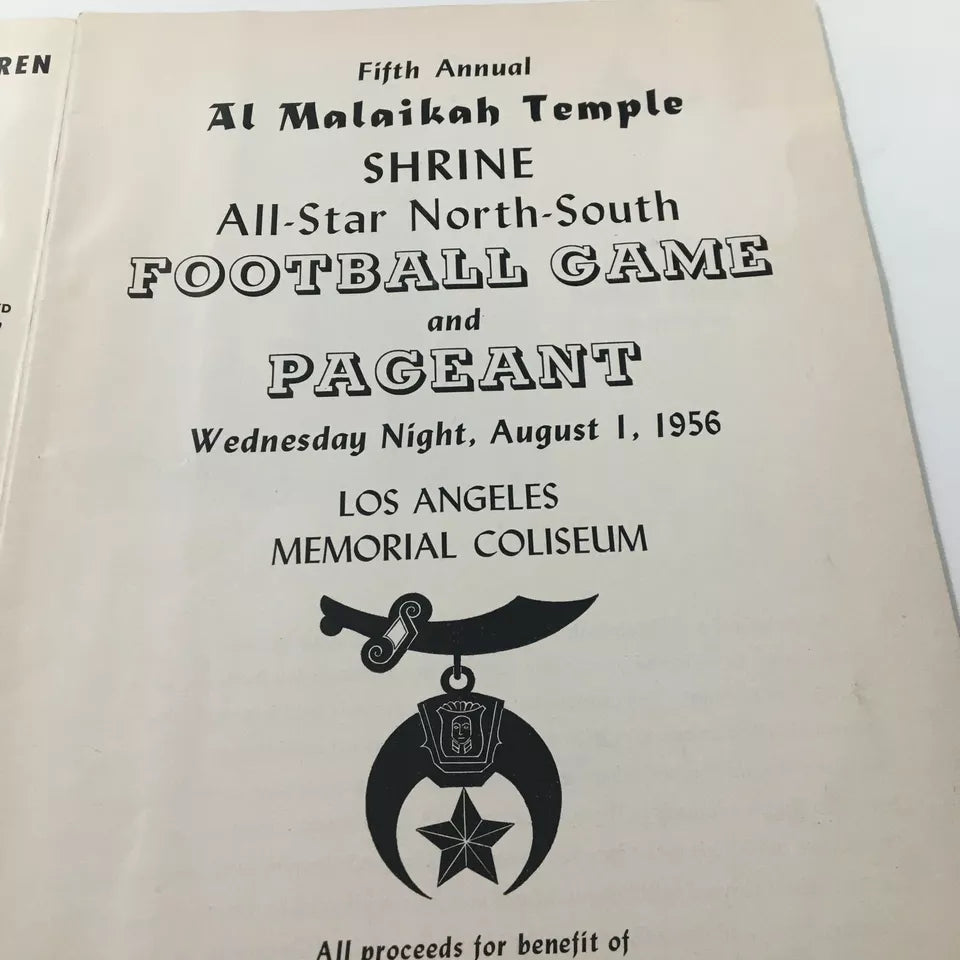 REN
Fifth Annual
Al Malaikah Temple
SHRINE
All-Star North-South
FOOTBALL GAME
and
PAGEANT
Wednesday Night, August 1, 1956
LOS ANGELES
MEMORIAL COLISEUM
All proceeds for benefit of